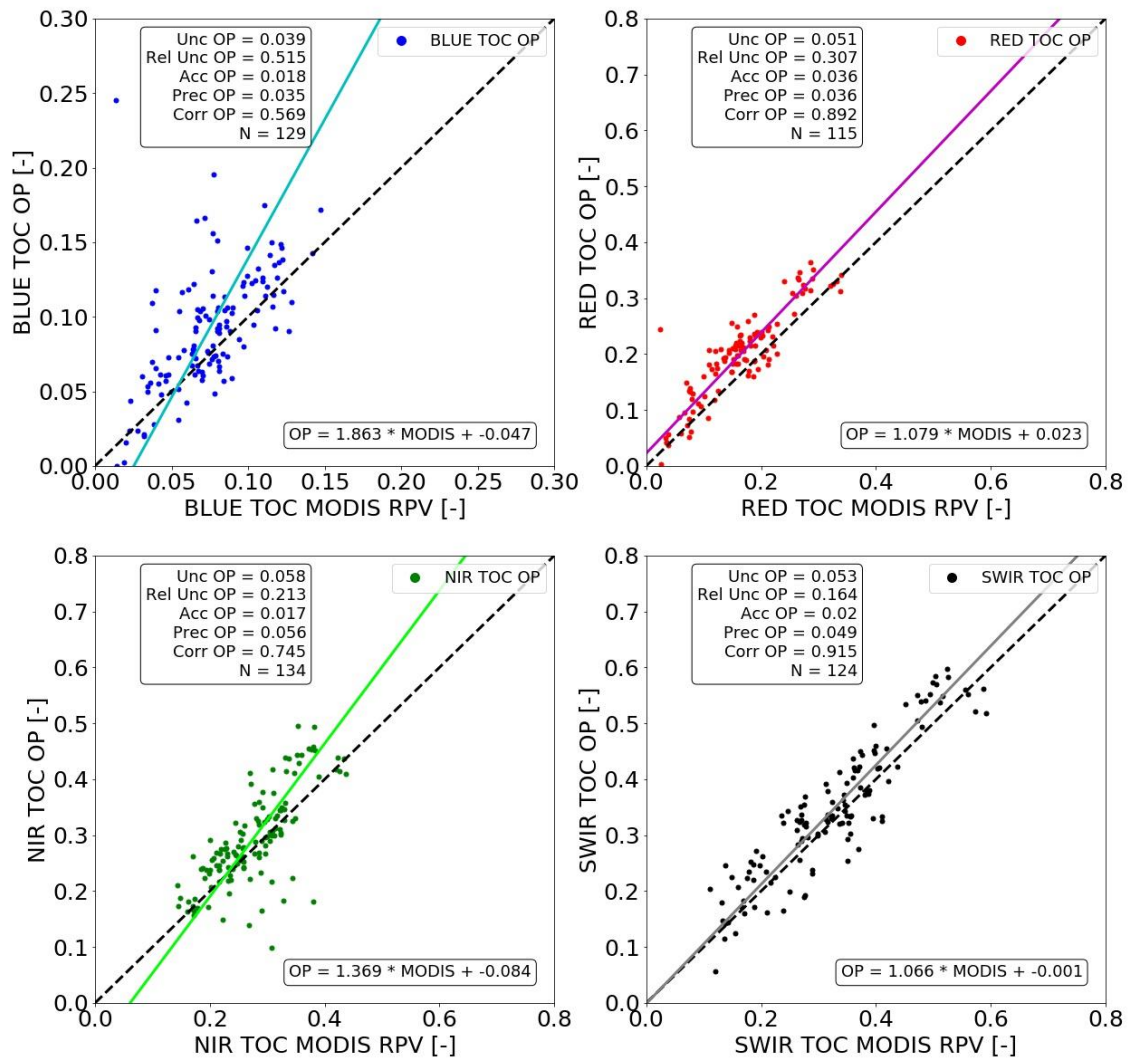 0.30
0.25
0.20
0.15
0.10
0.05
0.00
BLUE TOC OP [-]
Unc OP = 0.039
Rel Unc OP = 0.515
Acc OP = 0.018
Prec OP = 0.035
Corr OP = 0.569
N = 129
BLUE TOC OP
OP = 1.863 * MODIS + -0.047
0.00 0.05 0.10 0.15 0.20 0.25 0.30
BLUE TOC MODIS RPV [-]
0.8
0.7
0.6
0.5
0.4
0.3
0.2
0.1
0.0
RED TOC OP [-]
Unc OP = 0.051
Rel Unc OP = 0.307
Acc OP = 0.036
Prec OP = 0.036
Corr OP = 0.892
N = 115
RED TOC OP
OP = 1.079 * MODIS + 0.023
0.0 0.2 0.4 0.6 0.8
RED TOC MODIS RPV [-]
0.8
0.7
0.6
0.5
0.4
0.3
0.2
0.1
0.0
NIR TOC OP [-]
Unc OP = 0.058
Rel Unc OP = 0.213
Acc OP = 0.017
Prec OP = 0.056
Corr OP = 0.745
N = 134
NIR TOC OP
OP = 1.369 * MODIS + -0.084
0.0 0.2 0.4 0.6 0.8
NIR TOC MODIS RPV [-]
0.8
0.7
0.6
0.5
0.4
0.3
0.2
0.1
0.0
SWIR TOC OP [-]
Unc OP = 0.053
Rel Unc OP = 0.164
Acc OP = 0.02
Prec OP = 0.049
Corr OP = 0.915
N = 124
SWIR TOC OP
OP = 1.066 * MODIS + -0.001
0.0 0.2 0.4 0.6 0.8
SWIR TOC MODIS RPV [-]